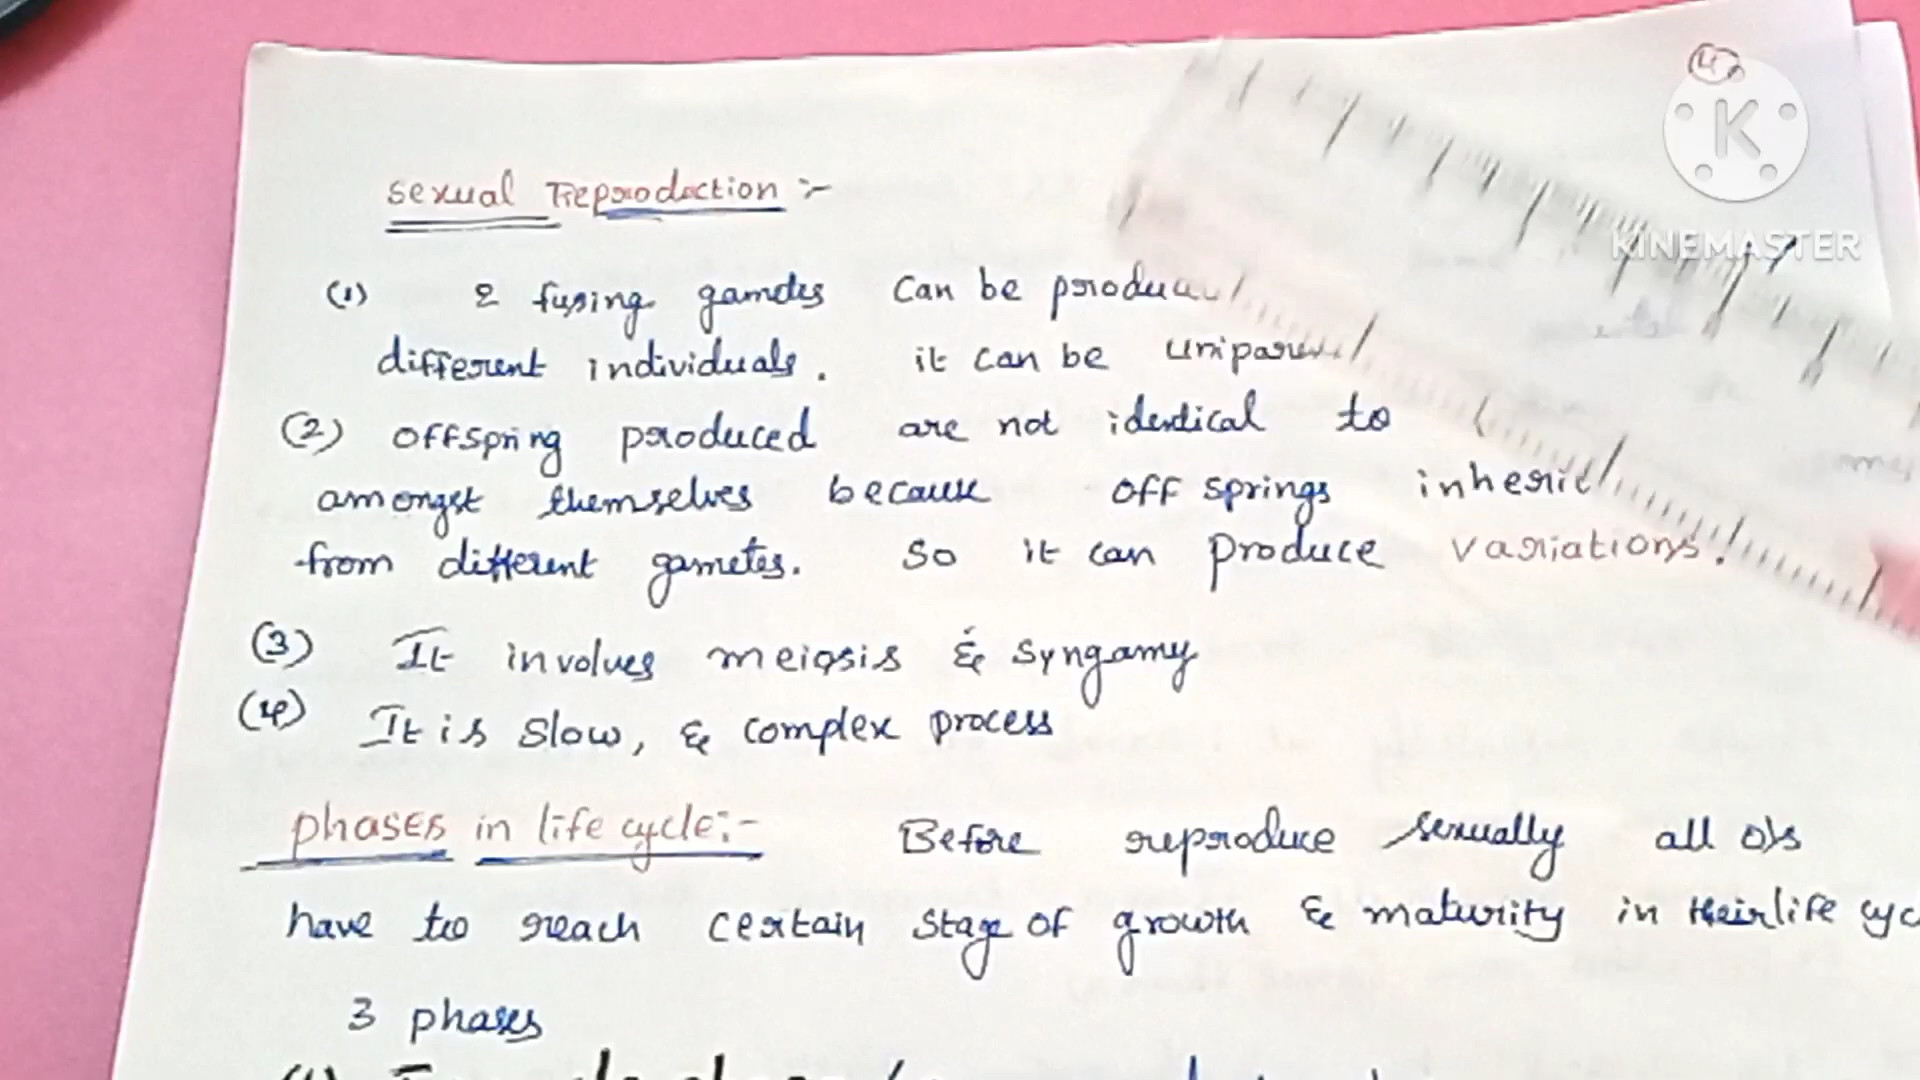 Sexual Reproduction :-
(1) 2 fusing gametes can be
different individuals. it can be
(2) offspring produced are not identical to
amongst themselves because off springs inherit
from different gametes. So it can produce variations.
(3) It involves meiosis & syngamy
(4) It is slow, & complex process
phases in life cycle:- Before reproduce sexually all o/s
have to reach certain stage of growth & maturity in their life cyc
3 phases
K
KINEMASTER